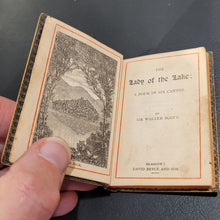 THE
Lady of the Lake:
A POEM IN SIX CANTOS.
BY
SIR WALTER SCOTT.
GLASGOW:
DAVID BRYCE AND SON.